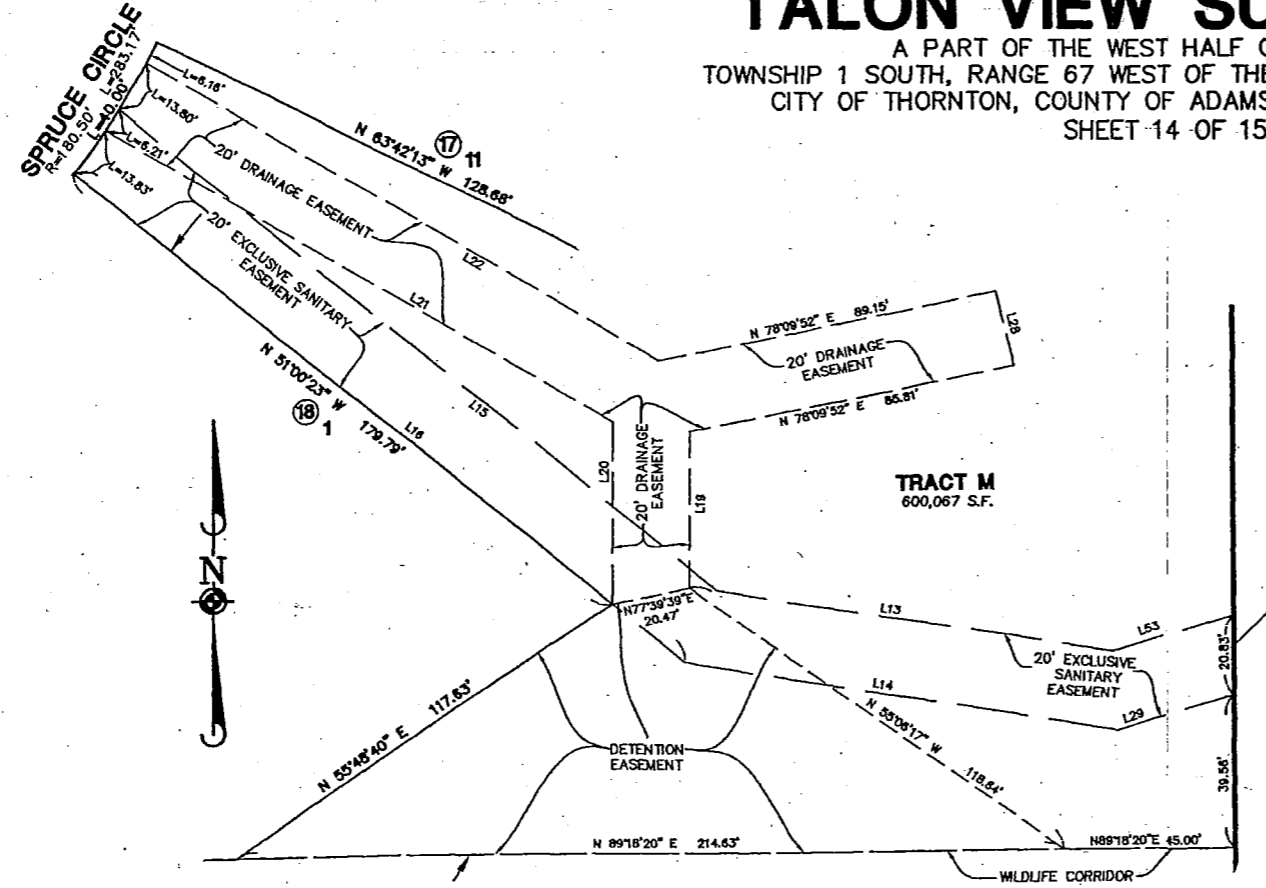 TALON VIEW SU
A PART OF THE WEST HALF O
TOWNSHIP 1 SOUTH, RANGE 67 WEST OF THE
CITY OF THORNTON, COUNTY OF ADAMS
SHEET 14 OF 15
SPRUCE CIRCLE
R=180.50' L=283.17'
L=40.00'
L=6.16'
L=13.80'
L=6.21'
L=13.83'
N 63°42'13" W 128.68'
17 11
20' DRAINAGE EASEMENT
L22
L21
20' EXCLUSIVE SANITARY
EASEMENT
N 51°00'23" W 179.79'
18 1
L16
L15
N 78°09'52" E 89.15'
L28
20' DRAINAGE
EASEMENT
N 78°09'52" E 85.81'
L20
20' DRAINAGE
EASEMENT
L19
TRACT M
600,067 S.F.
N
N77°39'39"E
20.47'
L13
L53
20.83'
20' EXCLUSIVE
SANITARY
EASEMENT
L14
L29
N 55°48'40" E 117.63'
DETENTION
EASEMENT
N 55°06'17" W 118.64'
39.58'
N 89°18'20" E 214.63'
N89°18'20"E 45.00'
WILDLIFE CORRIDOR